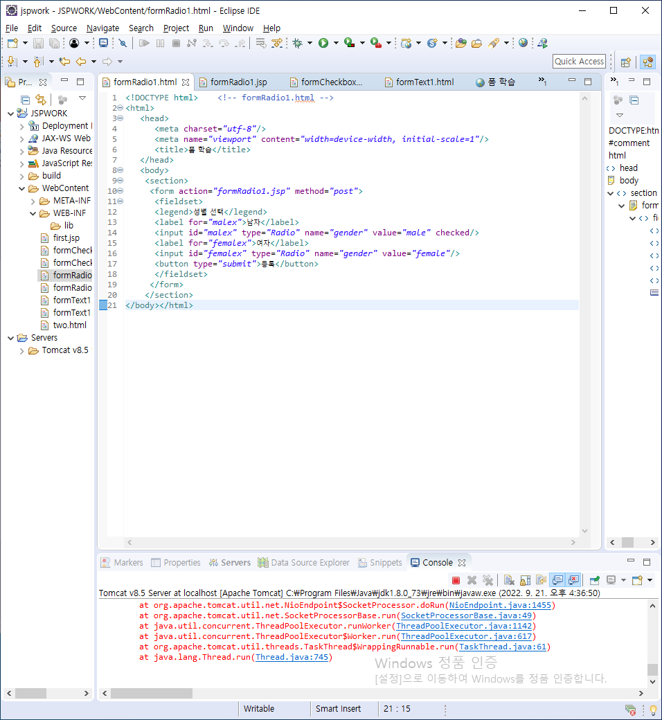 jspwork - JSPWORK/WebContent/formRadio1.html - Eclipse IDE
File Edit Source Navigate Search Project Run Window Help
Quick Access
Pr...
formRadio1.html
formRadio1.jsp
formCheckbox...
formText1.html
폼 학습
JSPWORK
Deployment I
JAX-WS Web
Java Resource
JavaScript Res
build
WebContent
META-INF
WEB-INF
lib
first.jsp
formCheck
formCheck
formRadio
formRadio
formText1
formText1
two.html
Servers
Tomcat v8.5
1 <!DOCTYPE html> <!-- formRadio1.html -->
2 <html>
3 <head>
4 <meta charset="utf-8"/>
5 <meta name="viewport" content="width=device-width, initial-scale=1"/>
6 <title>폼 학습</title>
7 </head>
8 <body>
9 <section>
10 <form action="formRadio1.jsp" method="post">
11 <fieldset>
12 <legend>성별 선택</legend>
13 <label for="malex">남자</label>
14 <input id="malex" type="Radio" name="gender" value="male" checked/>
15 <label for="femalex">여자</label>
16 <input id="femalex" type="Radio" name="gender" value="female"/>
17 <button type="submit">등록</button>
18 </fieldset>
19 </form>
20 </section>
21 </body></html>
DOCTYPE:htm
#comment
html
head
body
section
form
fi
Markers Properties Servers Data Source Explorer Snippets Console
Tomcat v8.5 Server at localhost [Apache Tomcat] C:₩Program Files₩Java₩jdk1.8.0_73₩jre₩bin₩javaw.exe (2022. 9. 21. 오후 4:36:50)
at org.apache.tomcat.util.net.NioEndpoint$SocketProcessor.doRun(NioEndpoint.java:1455)
at org.apache.tomcat.util.net.SocketProcessorBase.run(SocketProcessorBase.java:49)
at java.util.concurrent.ThreadPoolExecutor.runWorker(ThreadPoolExecutor.java:1142)
at java.util.concurrent.ThreadPoolExecutor$Worker.run(ThreadPoolExecutor.java:617)
at org.apache.tomcat.util.threads.TaskThread$WrappingRunnable.run(TaskThread.java:61)
at java.lang.Thread.run(Thread.java:745)
Windows 정품 인증
[설정]으로 이동하여 Windows를 정품 인증합니다.
Writable Smart Insert 21 : 15